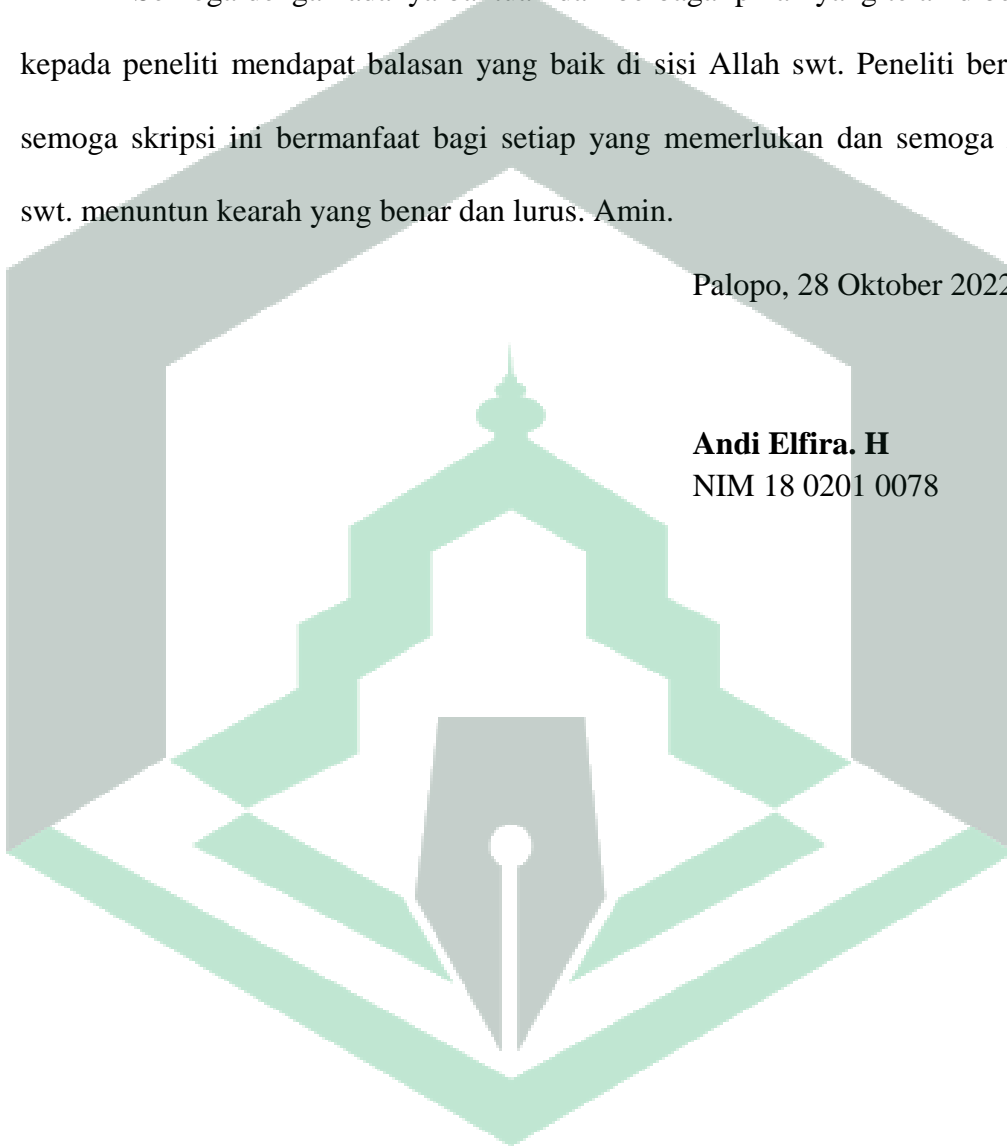 kepada peneliti mendapat balasan yang baik di sisi Allah swt. Peneliti ber
semoga skripsi ini bermanfaat bagi setiap yang memerlukan dan semoga
swt. menuntun kearah yang benar dan lurus. Amin.
Palopo, 28 Oktober 2022
Andi Elfira. H
NIM 18 0201 0078